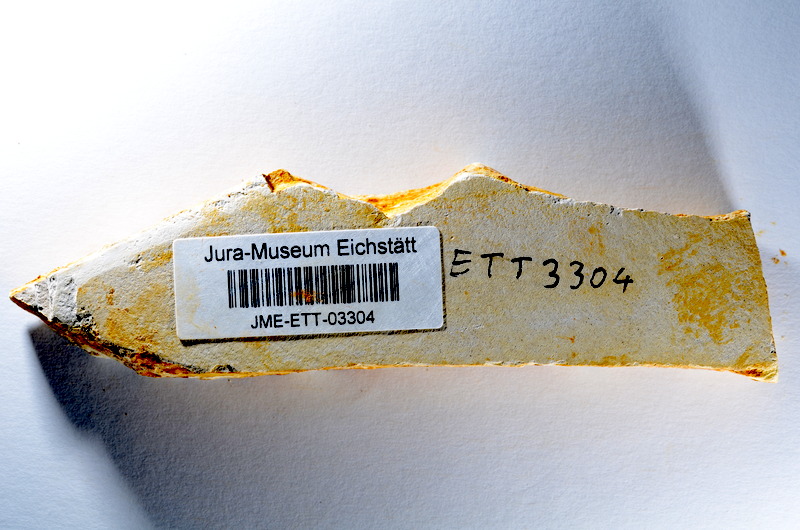 Jura-Museum Eichstätt
JME-ETT-03304
ETT 3304